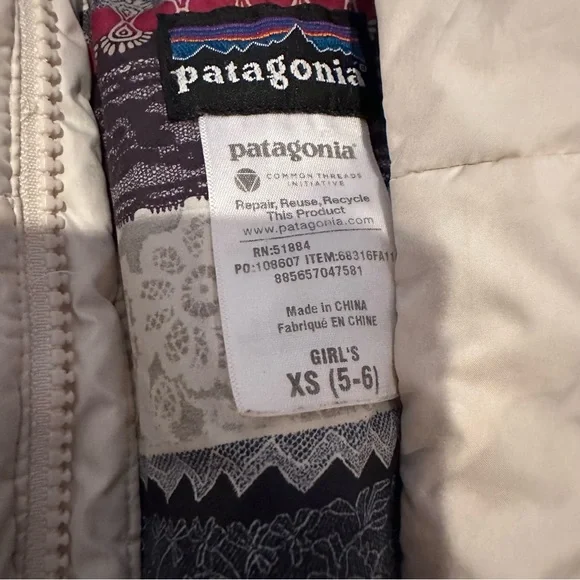 patagonia
patagonia®
COMMON THREADS
INITIATIVE
Repair, Reuse, Recycle
This Product
www.patagonia.com
RN:51884
PO:108607 ITEM:68316FA11
885657047581
Made in CHINA
Fabriqué EN CHINE
GIRL'S
XS (5-6)